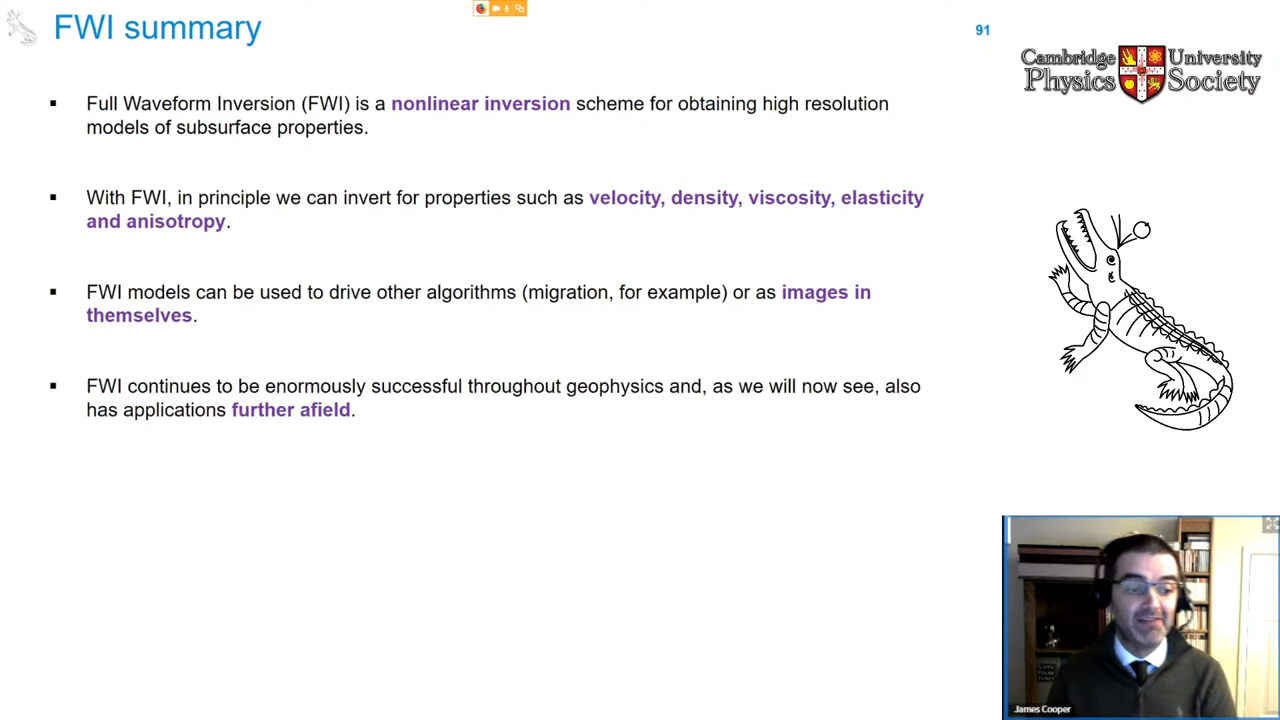 FWI summary
91
Cambridge University
Physics Society
▪ Full Waveform Inversion (FWI) is a nonlinear inversion scheme for obtaining high resolution
models of subsurface properties.
▪ With FWI, in principle we can invert for properties such as velocity, density, viscosity, elasticity
and anisotropy.
▪ FWI models can be used to drive other algorithms (migration, for example) or as images in
themselves.
▪ FWI continues to be enormously successful throughout geophysics and, as we will now see, also
has applications further afield.
James Cooper